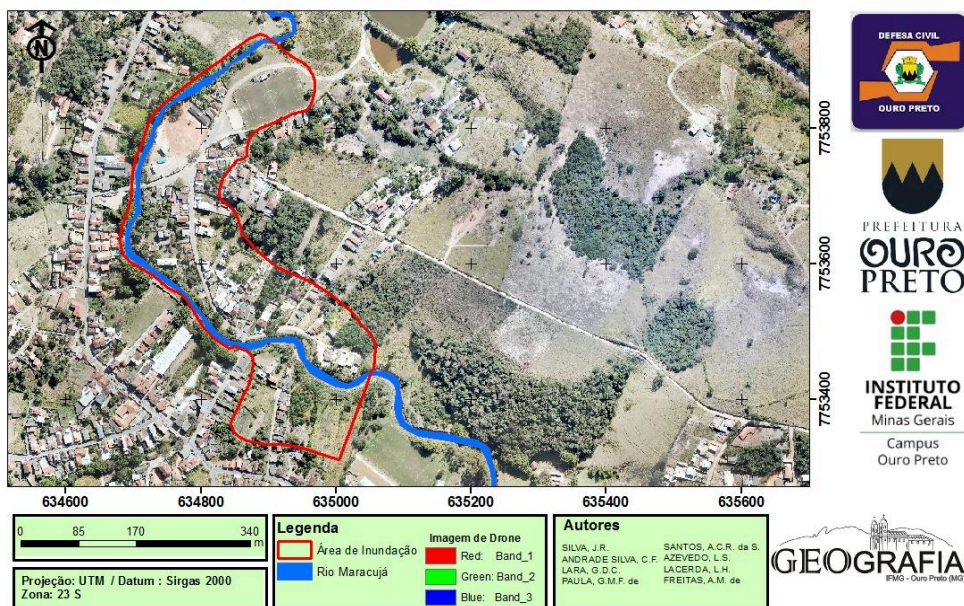 N
DEFESA CIVIL
OURO PRETO
PREFEITURA
OURO
PRETO
INSTITUTO
FEDERAL
Minas Gerais
Campus
Ouro Preto
7753800
7753600
7753400
634600 634800 635000 635200 635400 635600
0 85 170 340
m
Projeção: UTM / Datum : Sirgas 2000
Zona: 23 S
Legenda
Área de Inundação
Rio Maracujá
Imagem de Drone
Red: Band_1
Green: Band_2
Blue: Band_3
Autores
SILVA, J.R. SANTOS, A.C.R. da S.
ANDRADE SILVA, C.F. AZEVEDO, L.S.
LARA, G.D.C. LACERDA, L.H.
PAULA, G.M.F. de FREITAS, A.M. de
GEOGRAFIA
IFMG - Ouro Preto (MG)